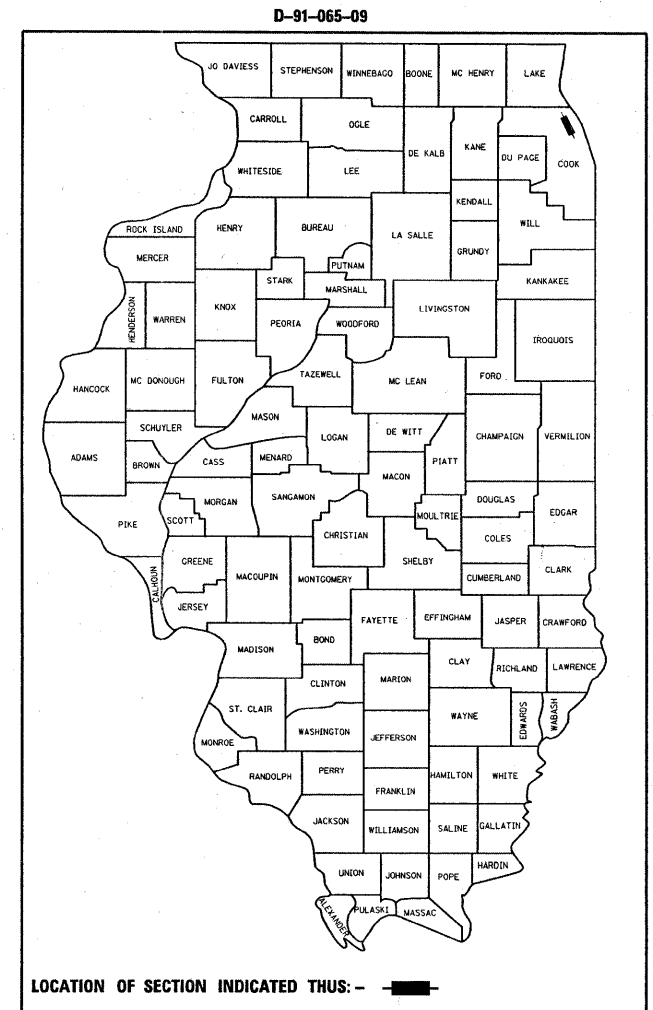 D-91-065-09
JO DAVIESS
STEPHENSON
WINNEBAGO
BOONE
MC HENRY
LAKE
CARROLL
OGLE
DE KALB
KANE
DU PAGE
COOK
WHITESIDE
LEE
KENDALL
WILL
ROCK ISLAND
HENRY
BUREAU
LA SALLE
GRUNDY
MERCER
PUTNAM
STARK
MARSHALL
KANKAKEE
HENDERSON
WARREN
KNOX
PEORIA
WOODFORD
LIVINGSTON
IROQUOIS
HANCOCK
MC DONOUGH
FULTON
TAZEWELL
MC LEAN
FORD
MASON
SCHUYLER
LOGAN
DE WITT
CHAMPAIGN
VERMILION
ADAMS
BROWN
CASS
MENARD
PIATT
MACON
SANGAMON
MORGAN
DOUGLAS
EDGAR
PIKE
SCOTT
CHRISTIAN
MOULTRIE
COLES
GREENE
MACOUPIN
MONTGOMERY
SHELBY
CUMBERLAND
CLARK
CALHOUN
JERSEY
FAYETTE
EFFINGHAM
JASPER
CRAWFORD
MADISON
BOND
CLAY
RICHLAND
LAWRENCE
CLINTON
MARION
ST. CLAIR
WAYNE
EDWARDS
WABASH
MONROE
WASHINGTON
JEFFERSON
RANDOLPH
PERRY
HAMILTON
WHITE
FRANKLIN
JACKSON
WILLIAMSON
SALINE
GALLATIN
UNION
JOHNSON
POPE
HARDIN
ALEXANDER
PULASKI
MASSAC
LOCATION OF SECTION INDICATED THUS: -